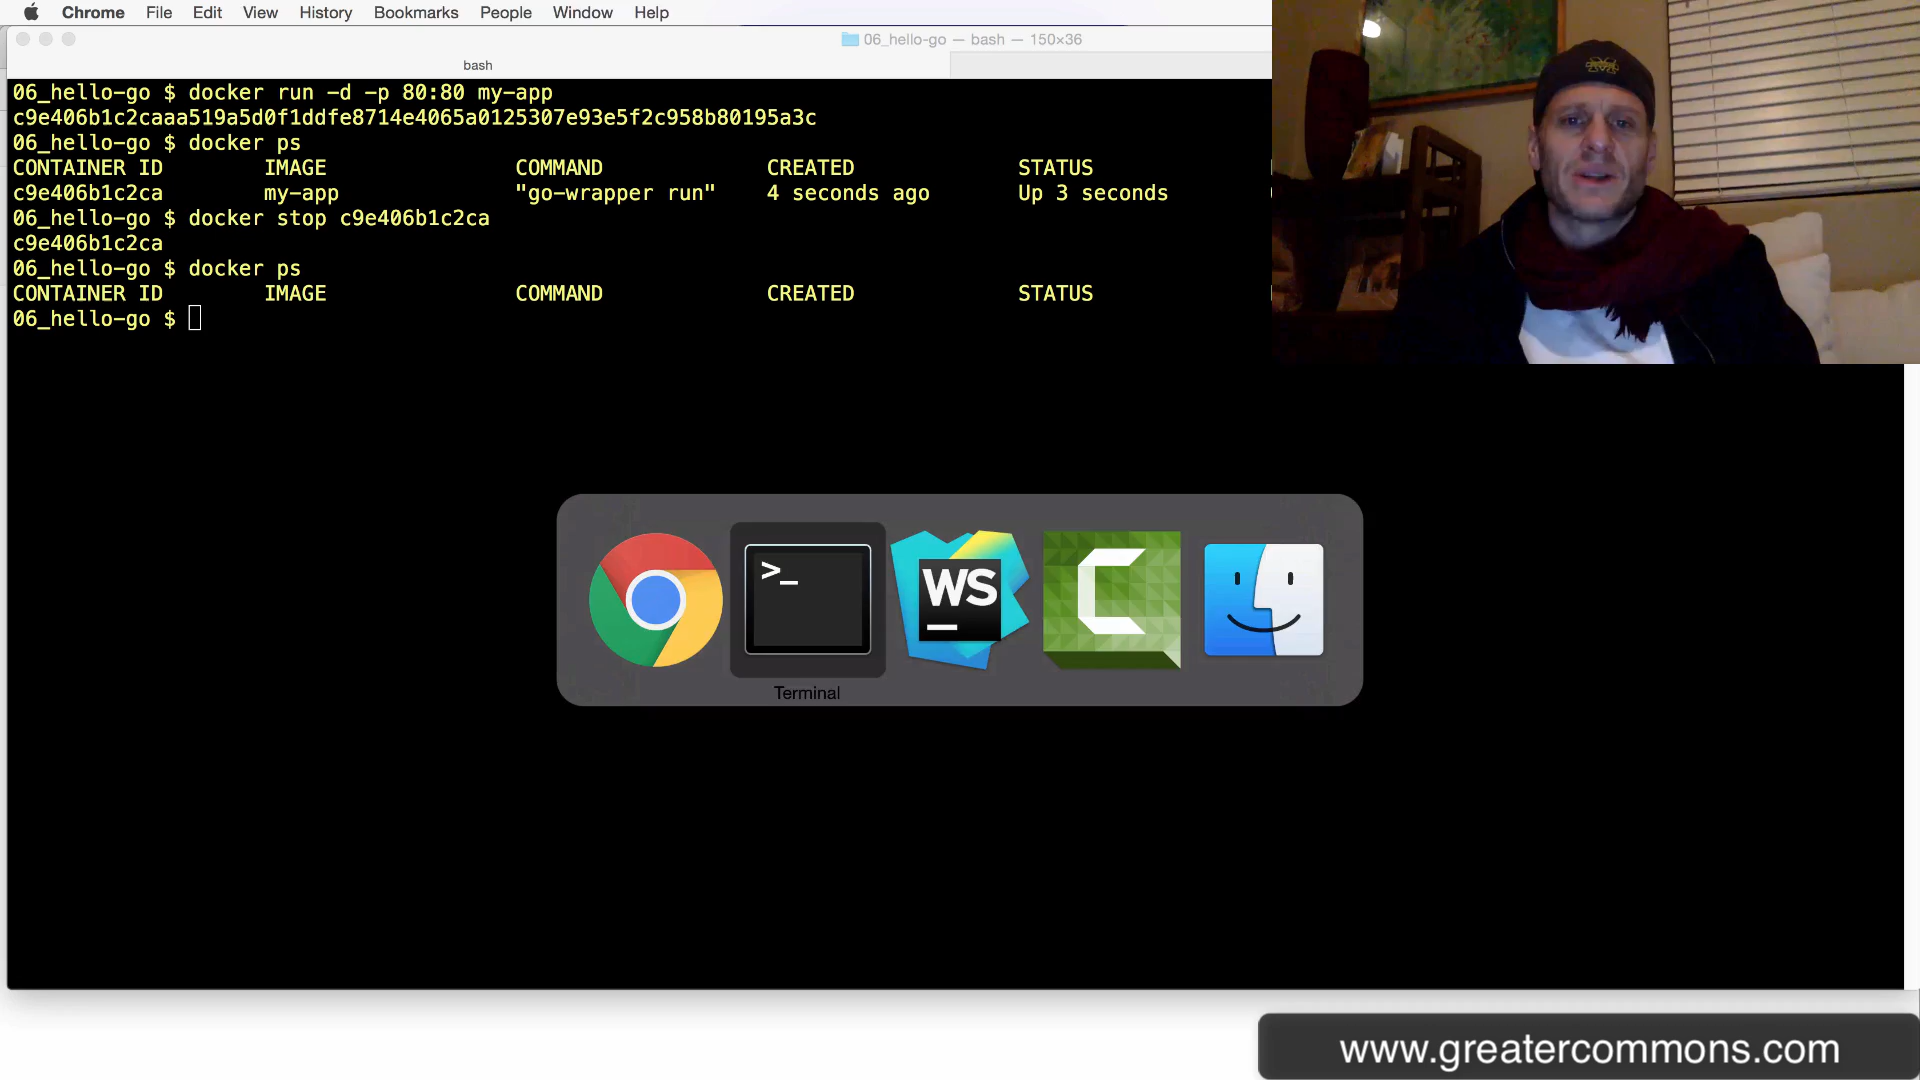 Chrome File Edit View History Bookmarks People Window Help
06_hello-go — bash — 150×36
bash
06_hello-go $ docker run -d -p 80:80 my-app
c9e406b1c2caaa519a5d0f1ddfe8714e4065a0125307e93e5f2c958b80195a3c
06_hello-go $ docker ps
CONTAINER ID IMAGE COMMAND CREATED STATUS
c9e406b1c2ca my-app "go-wrapper run" 4 seconds ago Up 3 seconds
06_hello-go $ docker stop c9e406b1c2ca
c9e406b1c2ca
06_hello-go $ docker ps
CONTAINER ID IMAGE COMMAND CREATED STATUS
06_hello-go $
>_
WS
Terminal
www.greatercommons.com